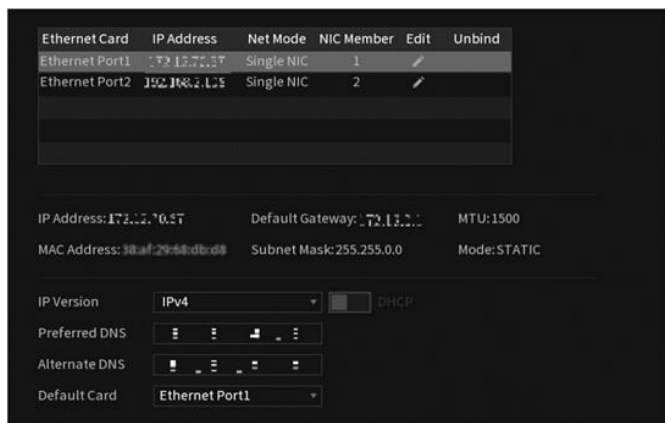 Ethernet Card IP Address Net Mode NIC Member Edit Unbind
Ethernet Port1 Single NIC 1
Ethernet Port2 Single NIC 2
IP Address: Default Gateway: MTU:1500
MAC Address: Subnet Mask:255.255.0.0 Mode:STATIC
IP Version IPv4 DHCP
Preferred DNS
Alternate DNS
Default Card Ethernet Port1